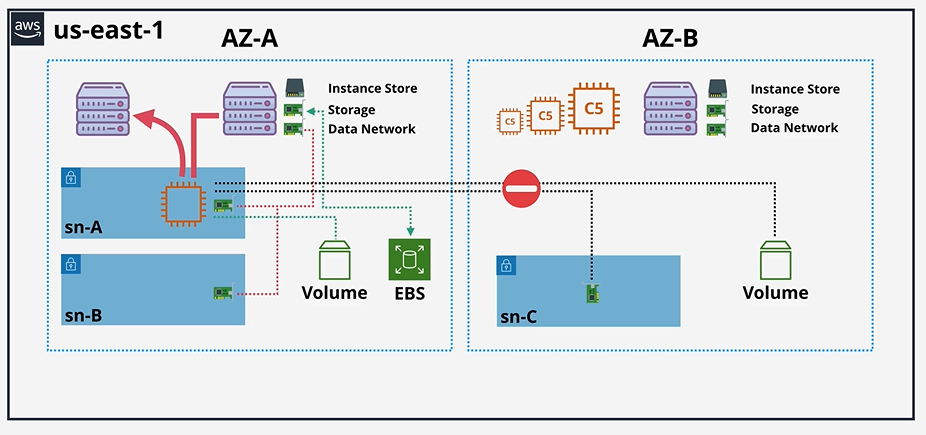 aws
us-east-1
AZ-A
AZ-B
Instance Store
Storage
Data Network
C5
C5
C5
Instance Store
Storage
Data Network
sn-A
sn-B
Volume
EBS
sn-C
Volume